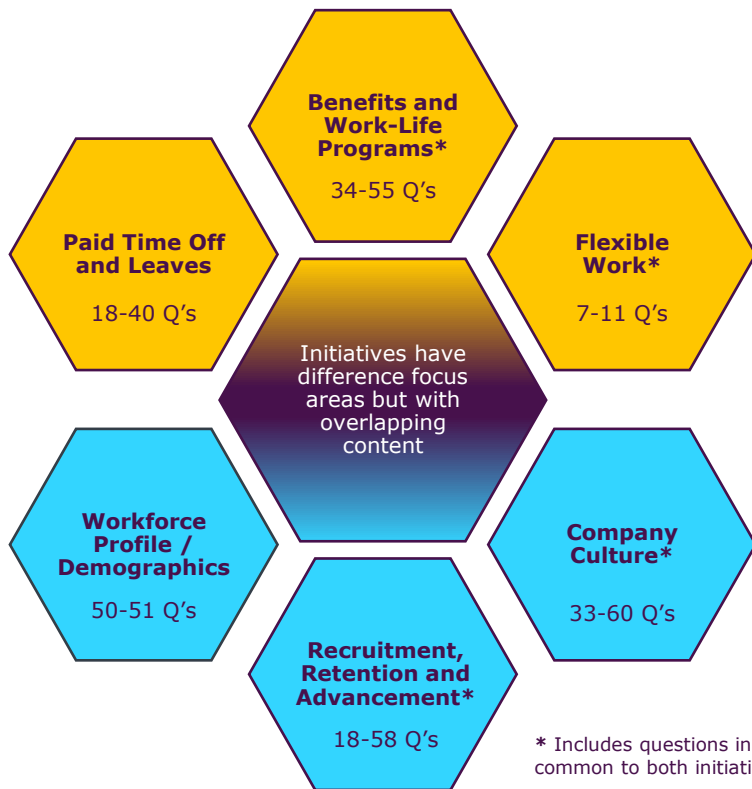 Benefits and
Work-Life
Programs*
34-55 Q's
Paid Time Off
and Leaves
18-40 Q's
Flexible
Work*
7-11 Q's
Initiatives have
difference focus
areas but with
overlapping
content
Workforce
Profile /
Demographics
50-51 Q's
Company
Culture*
33-60 Q's
Recruitment,
Retention and
Advancement*
18-58 Q's
* Includes questions in
common to both initiati